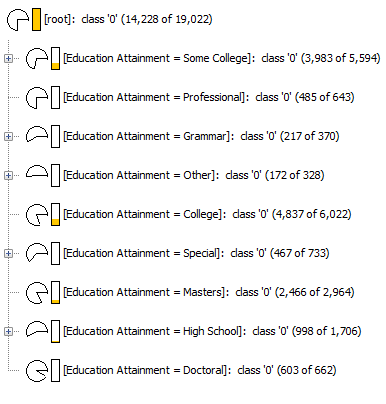 [root]: class '0' (14,228 of 19,022)
[Education Attainment = Some College]: class '0' (3,983 of 5,594)
[Education Attainment = Professional]: class '0' (485 of 643)
[Education Attainment = Grammar]: class '0' (217 of 370)
[Education Attainment = Other]: class '0' (172 of 328)
[Education Attainment = College]: class '0' (4,837 of 6,022)
[Education Attainment = Special]: class '0' (467 of 733)
[Education Attainment = Masters]: class '0' (2,466 of 2,964)
[Education Attainment = High School]: class '0' (998 of 1,706)
[Education Attainment = Doctoral]: class '0' (603 of 662)